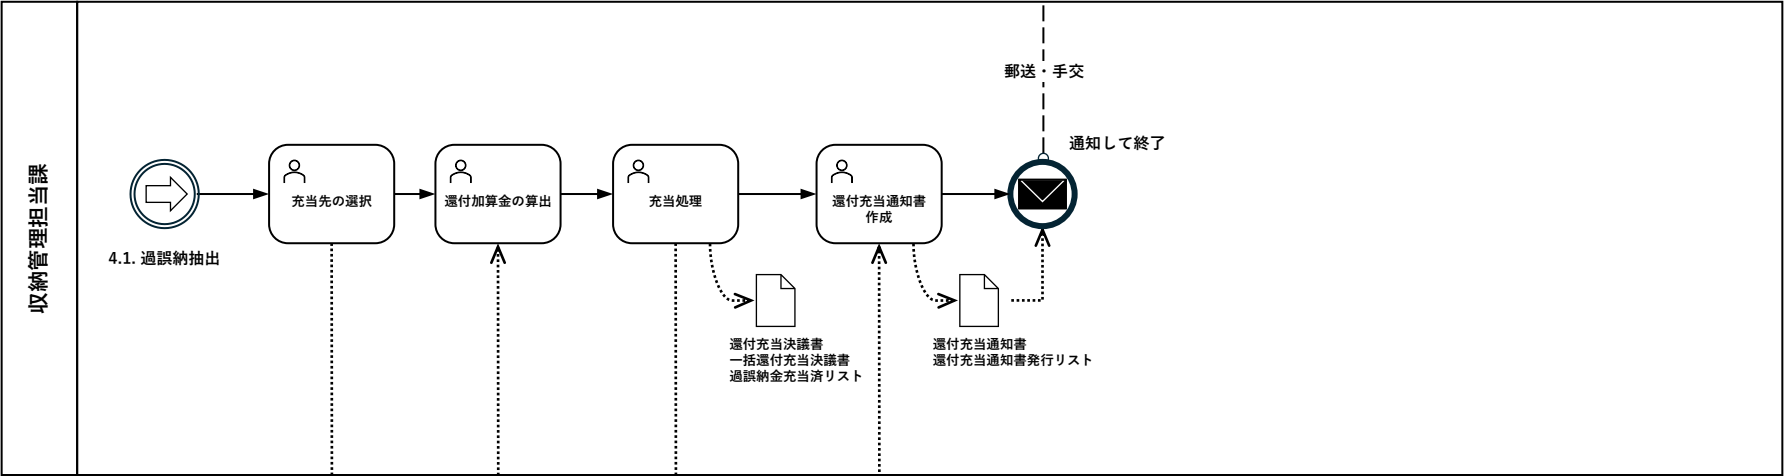 収納管理担当課
郵送・手交
通知して終了
4.1. 過誤納抽出
充当先の選択
還付加算金の算出
充当処理
還付充当通知書
作成
還付充当決議書
一括還付充当決議書
過誤納金充当済リスト
還付充当通知書
還付充当通知書発行リスト